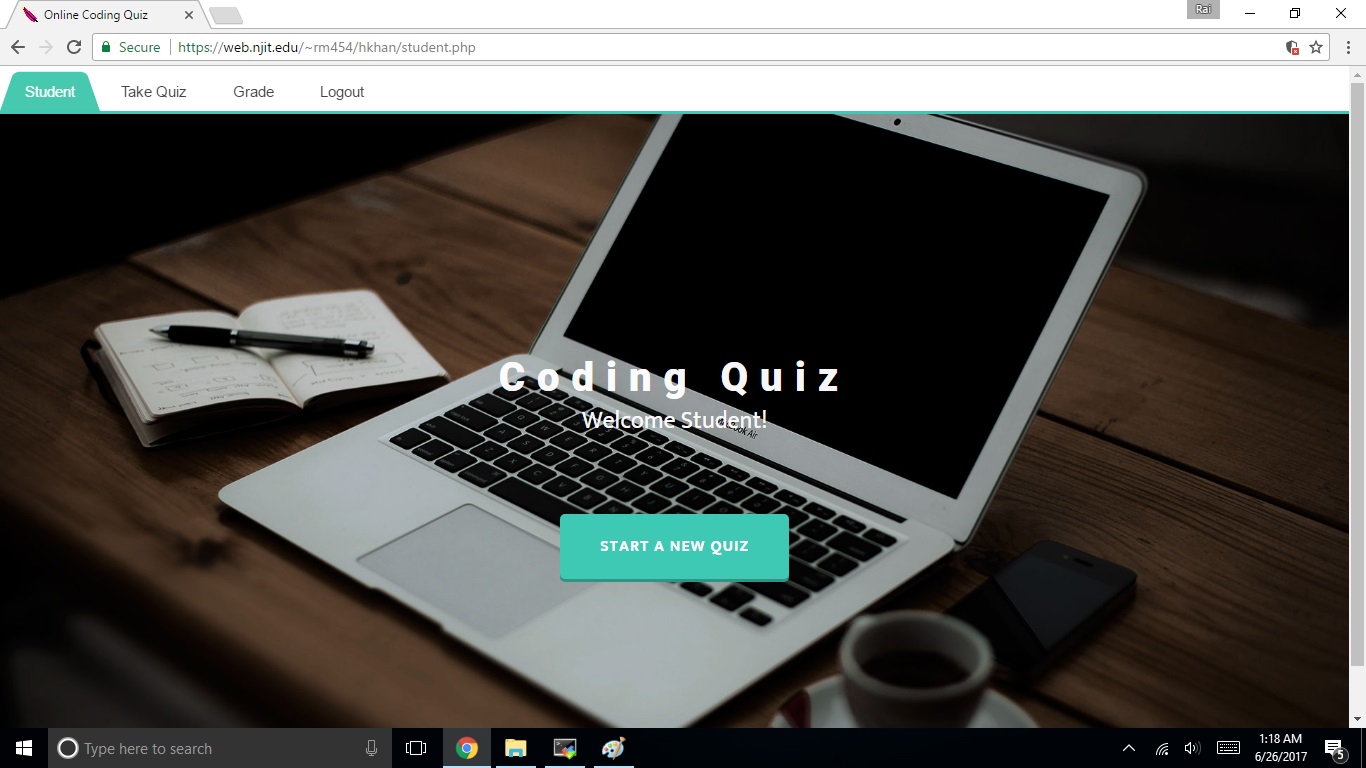 Online Coding Quiz
Rai
Secure
https://web.njit.edu/~rm454/hkhan/student.php
Student
Take Quiz
Grade
Logout
Coding Quiz
Welcome Student!
START A NEW QUIZ
Type here to search
1:18 AM
6/26/2017
5